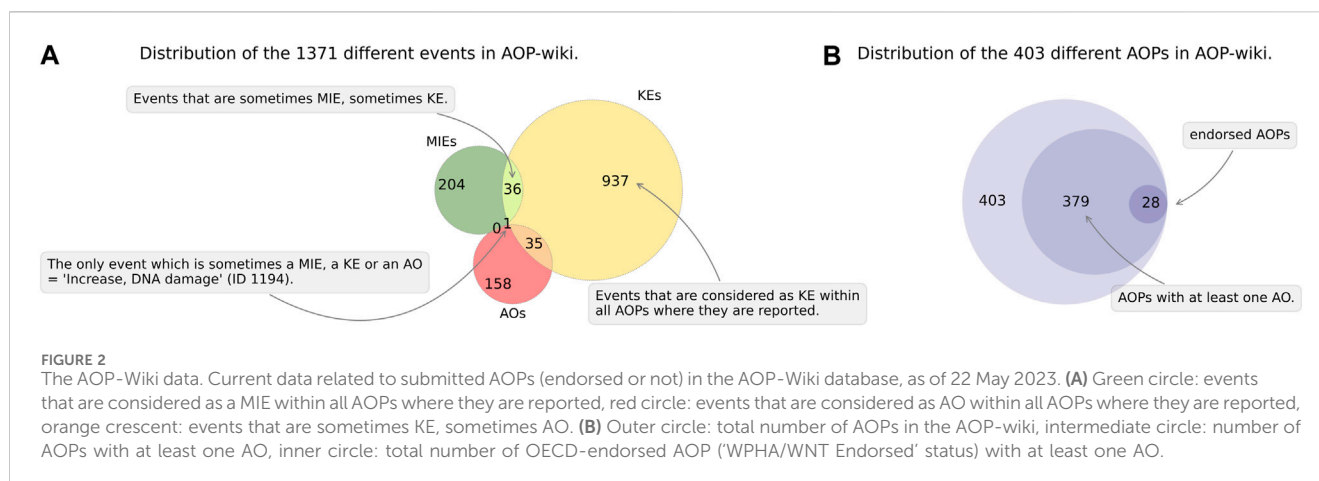 A
Distribution of the 1371 different events in AOP-wiki.
Events that are sometimes MIE, sometimes KE.
KEs
MIEs
204
36
937
0
1
35
The only event which is sometimes a MIE, a KE or an AO
= 'Increase, DNA damage' (ID 1194).
158
AOs
Events that are considered as KE within
all AOPs where they are reported.
B
Distribution of the 403 different AOPs in AOP-wiki.
endorsed AOPs
403
379
28
AOPs with at least one AO.
FIGURE 2
The AOP-Wiki data. Current data related to submitted AOPs (endorsed or not) in the AOP-Wiki database, as of 22 May 2023. (A) Green circle: events
that are considered as a MIE within all AOPs where they are reported, red circle: events that are considered as AO within all AOPs where they are reported,
orange crescent: events that are sometimes KE, sometimes AO. (B) Outer circle: total number of AOPs in the AOP-wiki, intermediate circle: number of
AOPs with at least one AO, inner circle: total number of OECD-endorsed AOP ('WPHA/WNT Endorsed' status) with at least one AO.